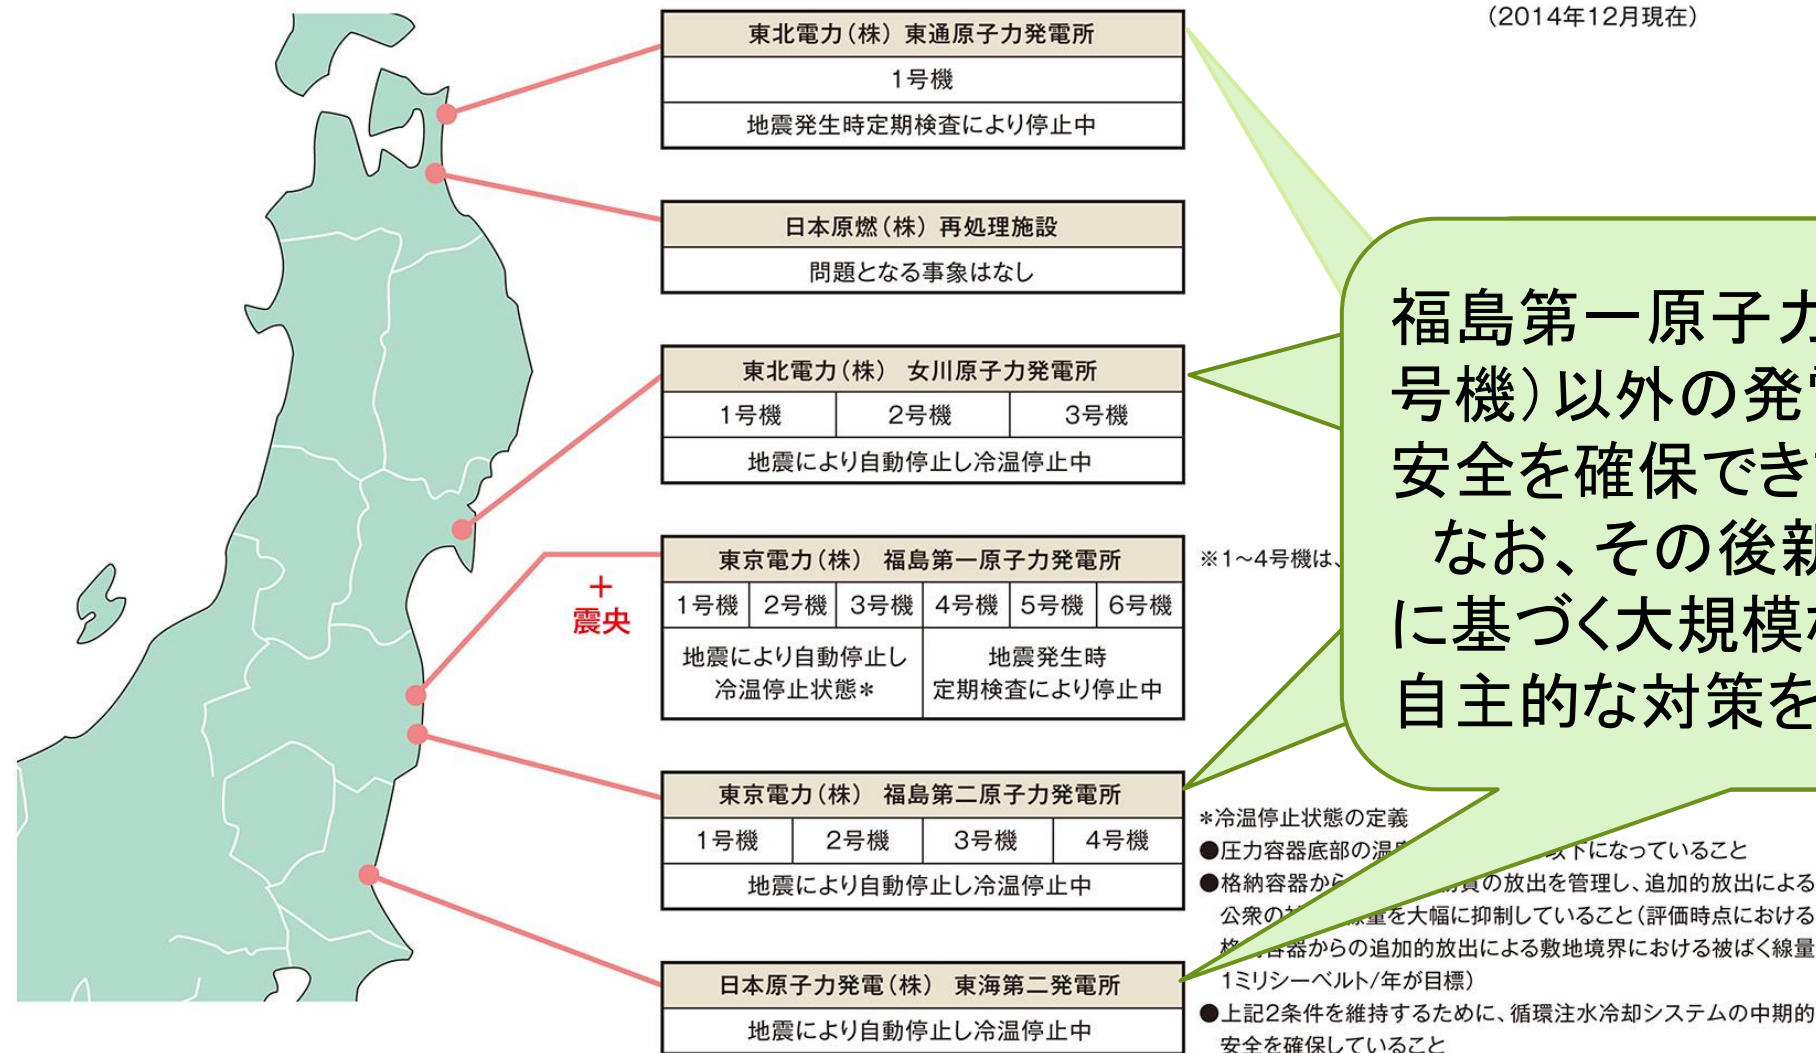 （2014年12月現在）
東北電力（株） 東通原子力発電所
1号機
地震発生時定期検査により停止中
日本原燃（株） 再処理施設
問題となる事象はなし
東北電力（株） 女川原子力発電所
1号機 2号機 3号機
地震により自動停止し冷温停止中
＋
震央
東京電力（株） 福島第一原子力発電所
1号機 2号機 3号機 4号機 5号機 6号機
地震により自動停止し
冷温停止状態＊
地震発生時
定期検査により停止中
※1～4号機は、
東京電力（株） 福島第二原子力発電所
1号機 2号機 3号機 4号機
地震により自動停止し冷温停止中
日本原子力発電（株） 東海第二発電所
地震により自動停止し冷温停止中
福島第一原子力
号機）以外の発電
安全を確保でき
なお、その後新
に基づく大規模
自主的な対策を
＊冷温停止状態の定義
●圧力容器底部の温 以下になっていること
●格納容器から 質の放出を管理し、追加的放出による
公衆の 線量を大幅に抑制していること（評価時点における
格 容器からの追加的放出による敷地境界における被ばく線量
1ミリシーベルト/年が目標）
●上記2条件を維持するために、循環注水冷却システムの中期的
安全を確保していること